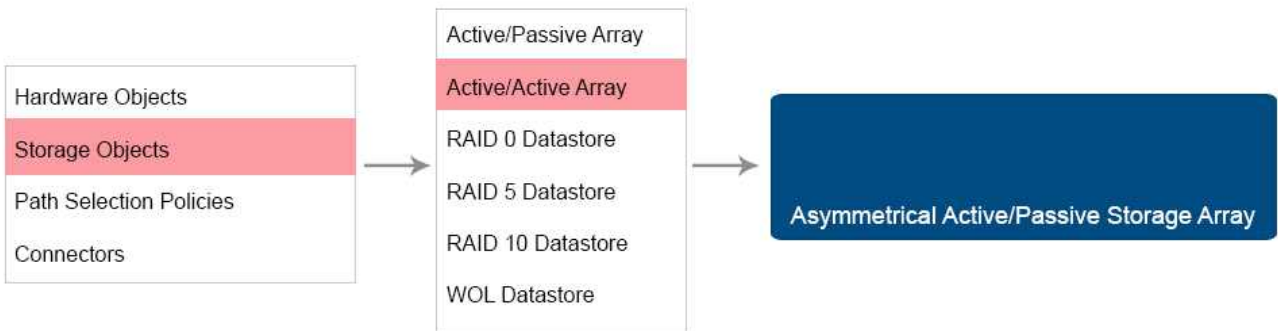 Hardware Objects
Storage Objects
Path Selection Policies
Connectors
Active/Passive Array
Active/Active Array
RAID 0 Datastore
RAID 5 Datastore
RAID 10 Datastore
WOL Datastore
Asymmetrical Active/Passive Storage Array